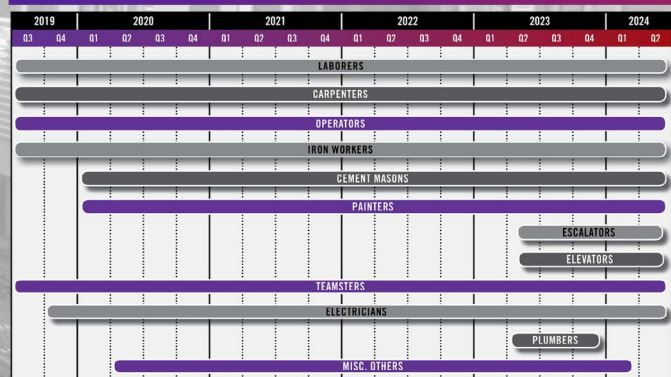 2019 2020 2021 2022 2023 2024
Q3 Q4 Q1 Q2 Q3 Q4 Q1 Q2 Q3 Q4 Q1 Q2 Q3 Q4 Q1 Q2 Q3 Q4 Q1 Q2
LABORERS
CARPENTERS
OPERATORS
IRON WORKERS
CEMENT MASONS
PAINTERS
ESCALATORS
ELEVATORS
TEAMSTERS
ELECTRICIANS
PLUMBERS
MISC. OTHERS